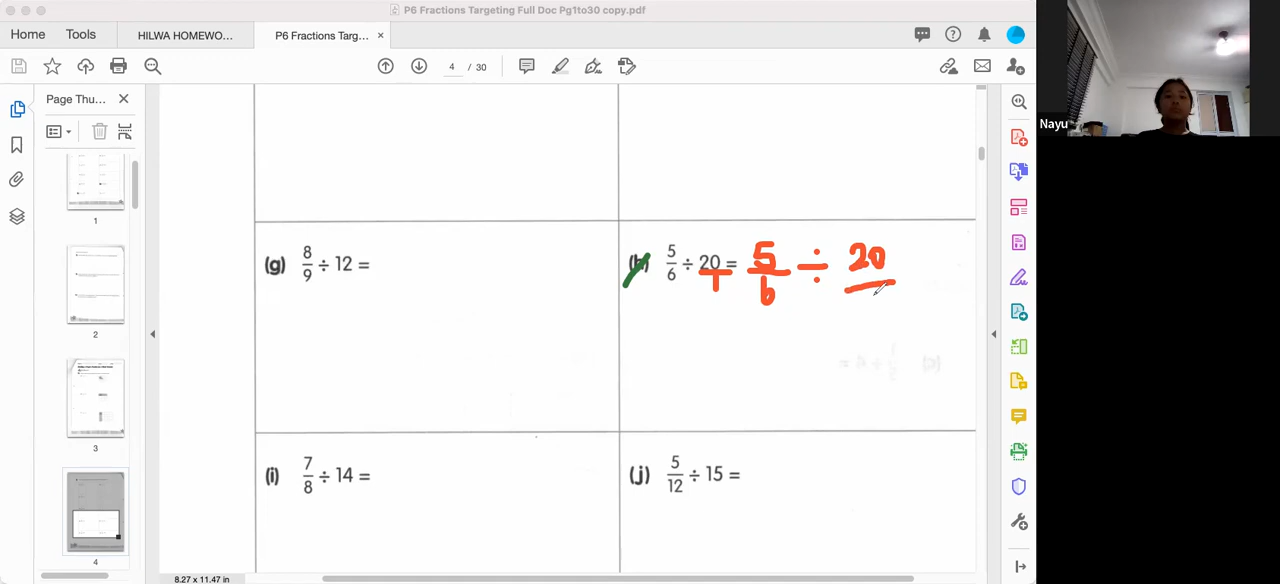 P6 Fractions Targeting Full Doc Pg1to30 copy.pdf
Home Tools HILWA HOMEWO... P6 Fractions Targ... ×
4 / 30
Page Thu... ×
Nayu
1
2
3
4
(g) 8/9 ÷ 12 =
(h) 5/6 ÷ 20 = 5/6 ÷ 20
1
(i) 7/8 ÷ 14 =
(j) 5/12 ÷ 15 =
8.27 x 11.47 in